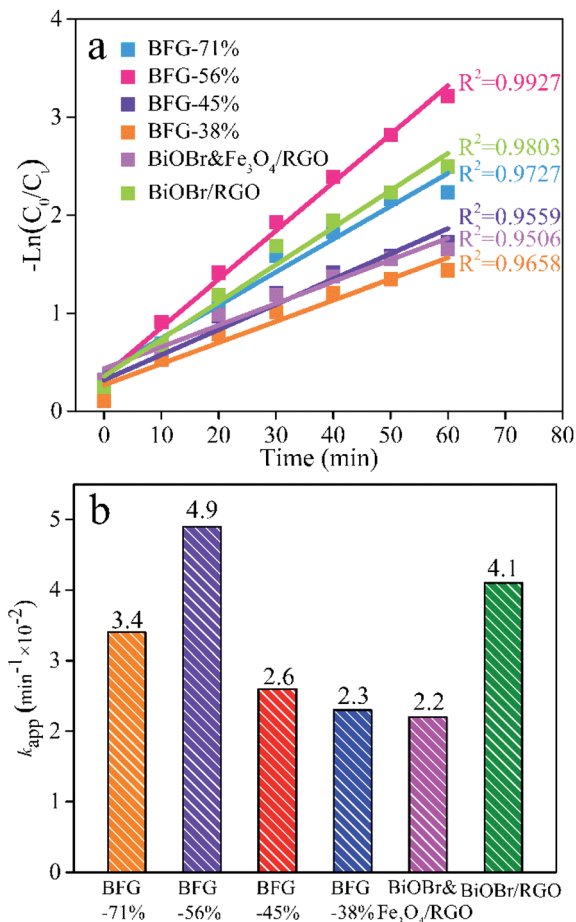 a
BFG-71%
BFG-56%
BFG-45%
BFG-38%
BiOBr&Fe₃O₄/RGO
BiOBr/RGO
R²=0.9927
R²=0.9803
R²=0.9727
R²=0.9559
R²=0.9506
R²=0.9658
-Ln(C₀/Cₜ)
4
3
2
1
0
0 10 20 30 40 50 60 70 80
Time (min)
b
kapp (min⁻¹×10⁻²)
5
4
3
2
1
0
3.4
4.9
2.6
2.3
2.2
4.1
BFG BFG BFG BFG BiOBr& BiOBr/RGO
-71% -56% -45% -38% Fe₃O₄/RGO